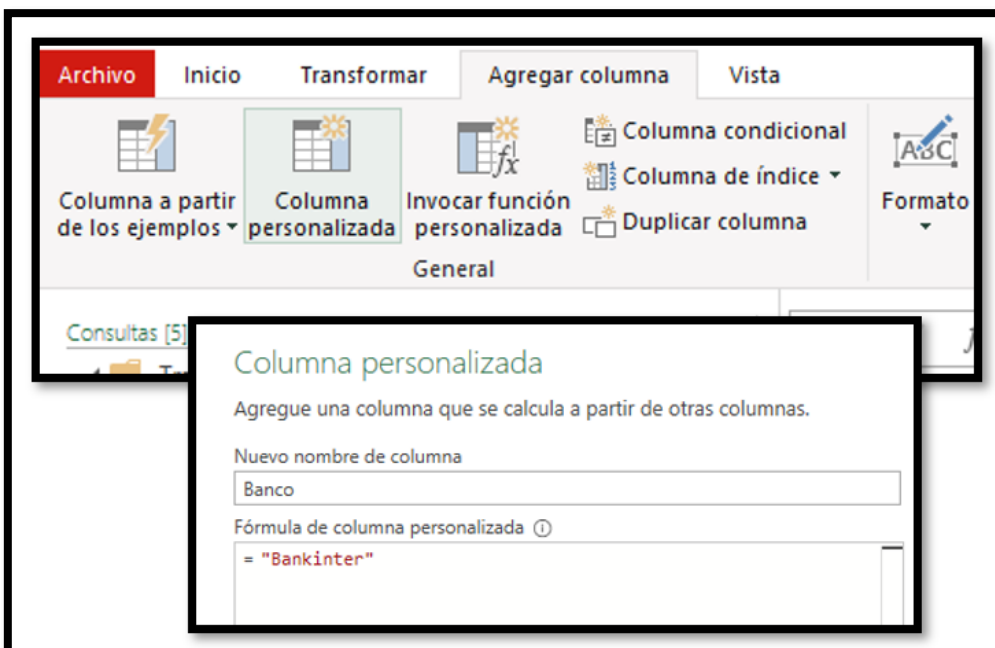 Archivo Inicio Transformar Agregar columna Vista
Columna a partir
de los ejemplos
Columna
personalizada
Invocar función
personalizada
Columna condicional
Columna de índice
Duplicar columna
ABC
Formato
General
Consultas [5]
Columna personalizada
Agregue una columna que se calcula a partir de otras columnas.
Nuevo nombre de columna
Banco
Fórmula de columna personalizada
= "Bankinter"